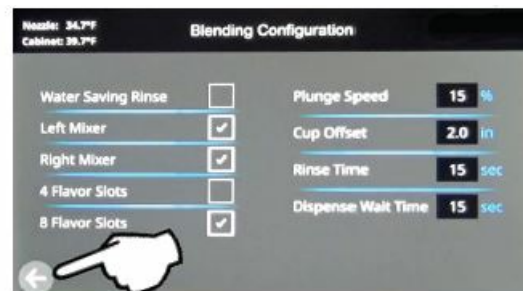 Nozzle: 34.7°F
Cabinet: 39.7°F
Blending Configuration
Water Saving Rinse
Left Mixer
Right Mixer
4 Flavor Slots
8 Flavor Slots
Plunge Speed 15 %
Cup Offset 2.0 in
Rinse Time 15 sec
Dispense Wait Time 15 sec